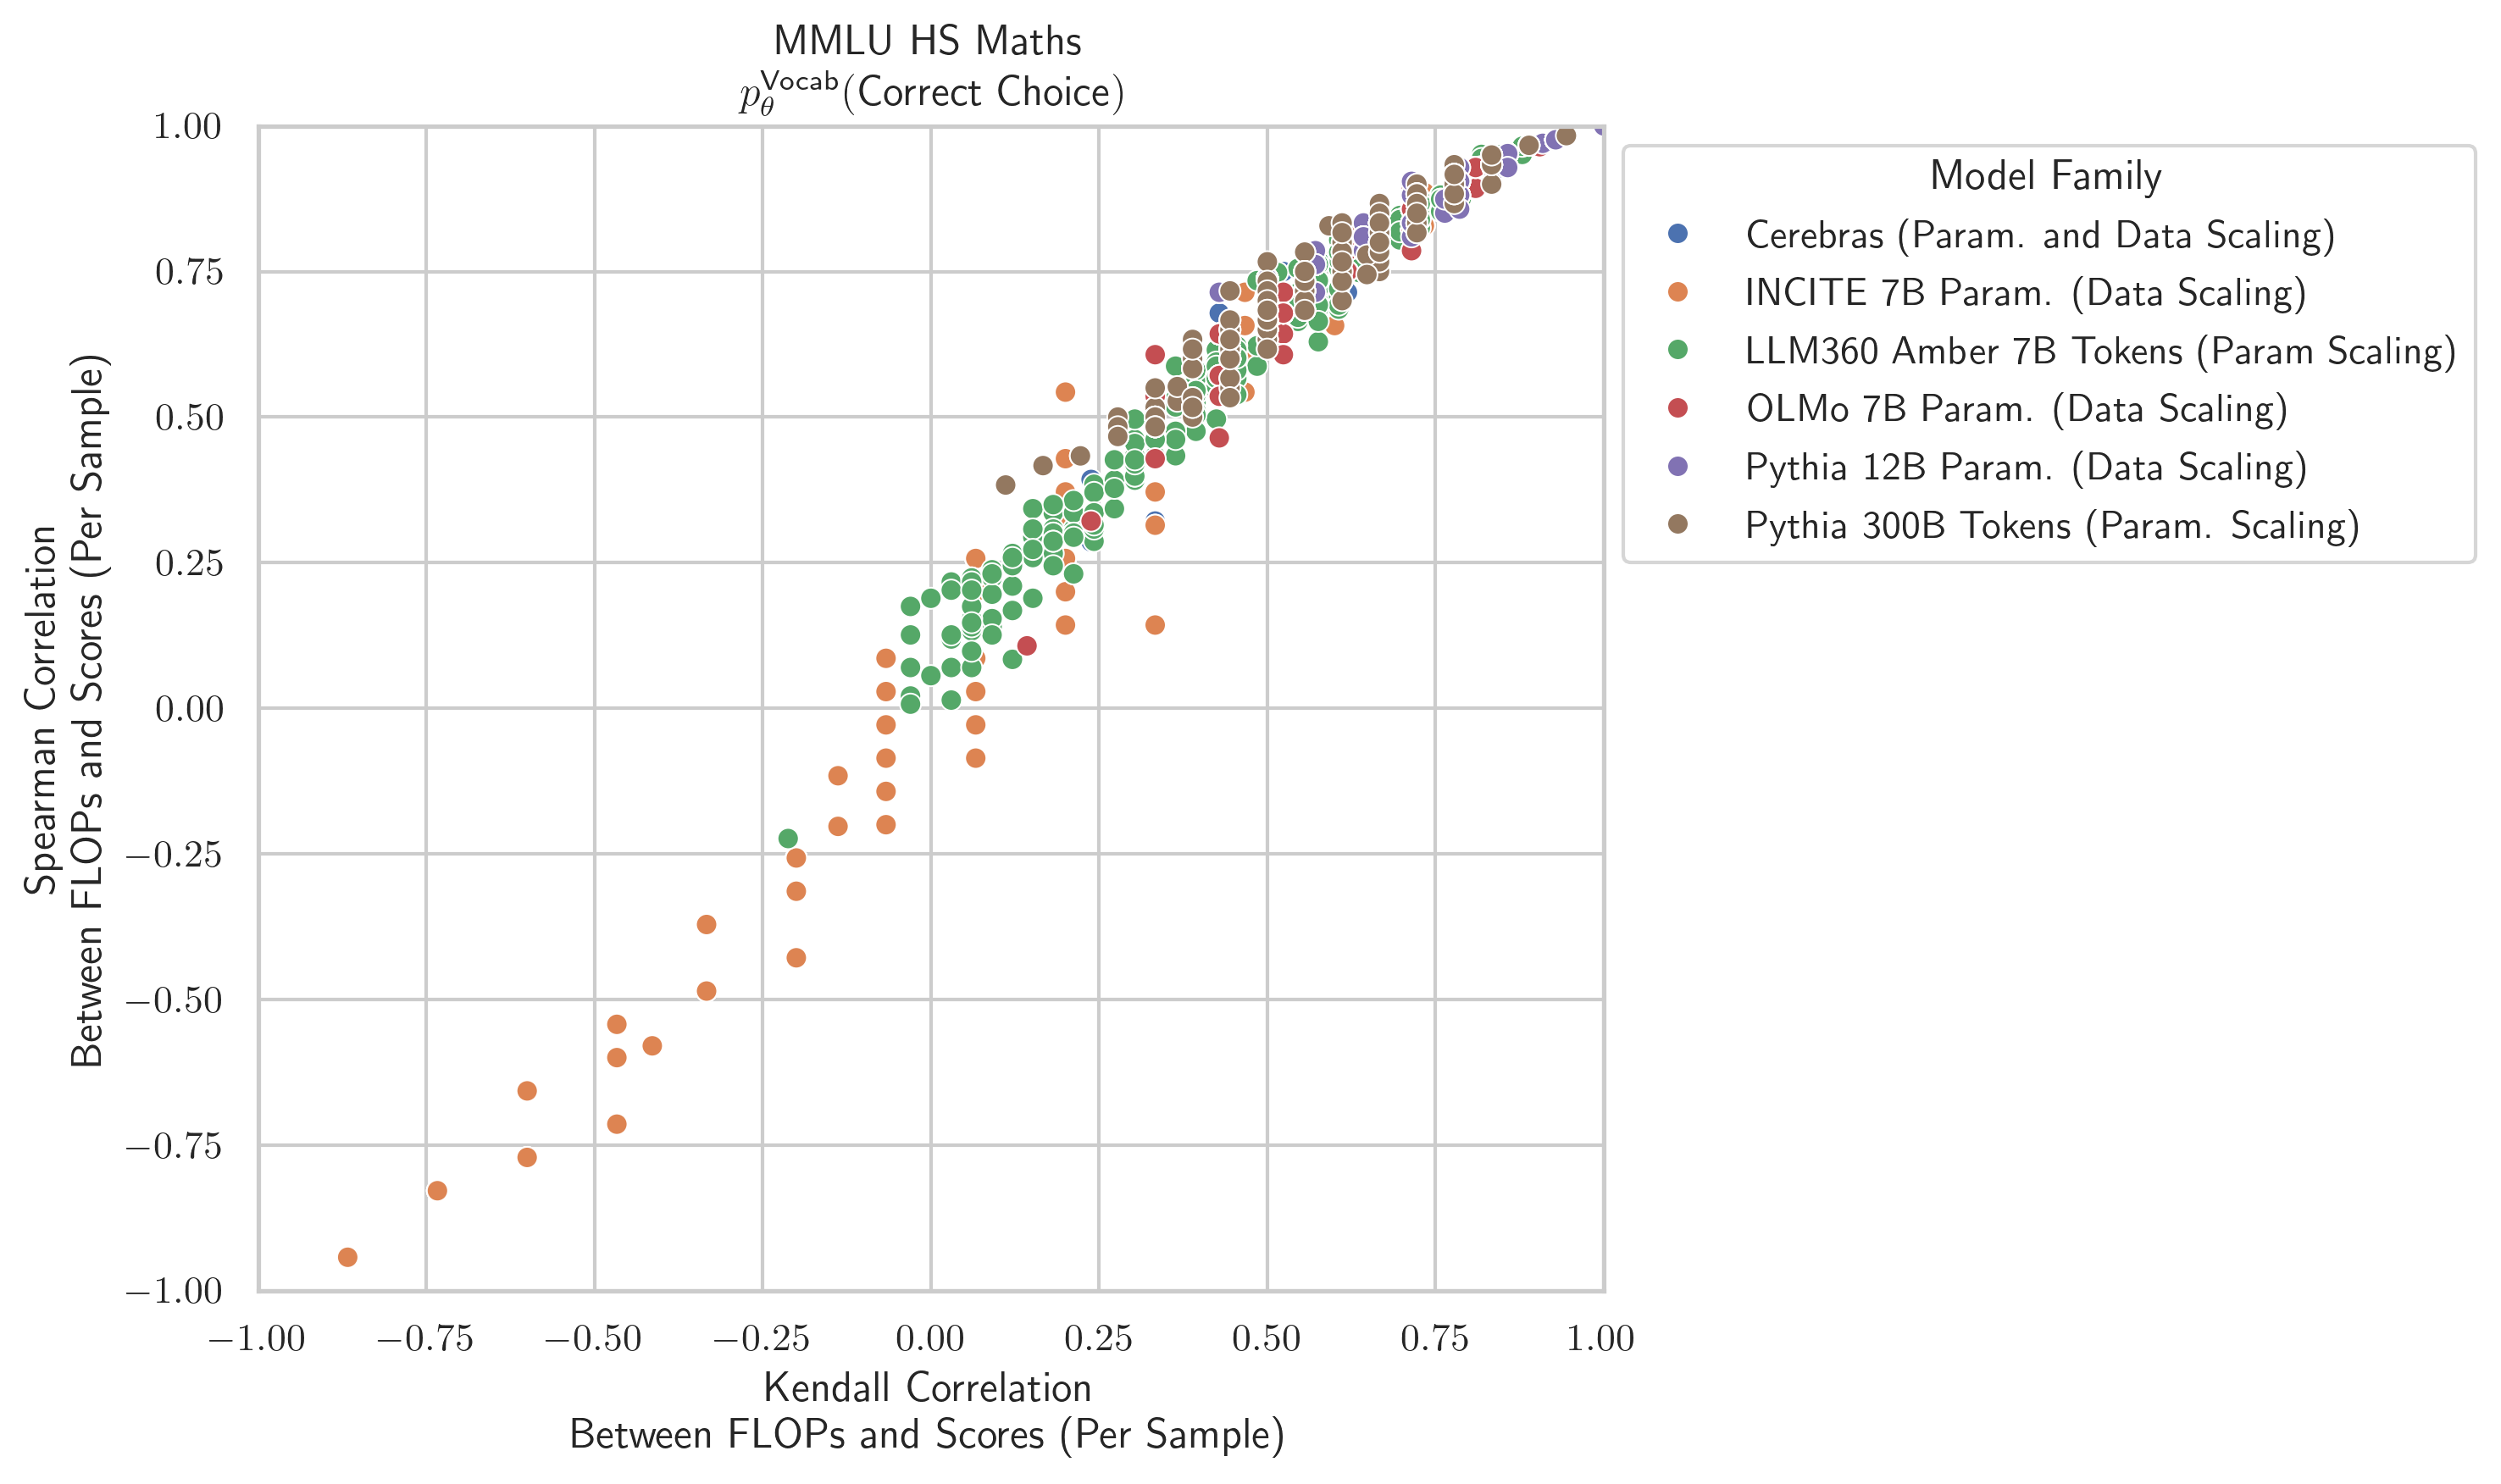 MMLU HS Maths
p_θ^Vocab(Correct Choice)
1.00
0.75
0.50
0.25
0.00
−0.25
−0.50
−0.75
−1.00
Spearman Correlation
Between FLOPs and Scores (Per Sample)
−1.00 −0.75 −0.50 −0.25 0.00 0.25 0.50 0.75 1.00
Kendall Correlation
Between FLOPs and Scores (Per Sample)
Model Family
Cerebras (Param. and Data Scaling)
INCITE 7B Param. (Data Scaling)
LLM360 Amber 7B Tokens (Param Scaling)
OLMo 7B Param. (Data Scaling)
Pythia 12B Param. (Data Scaling)
Pythia 300B Tokens (Param. Scaling)